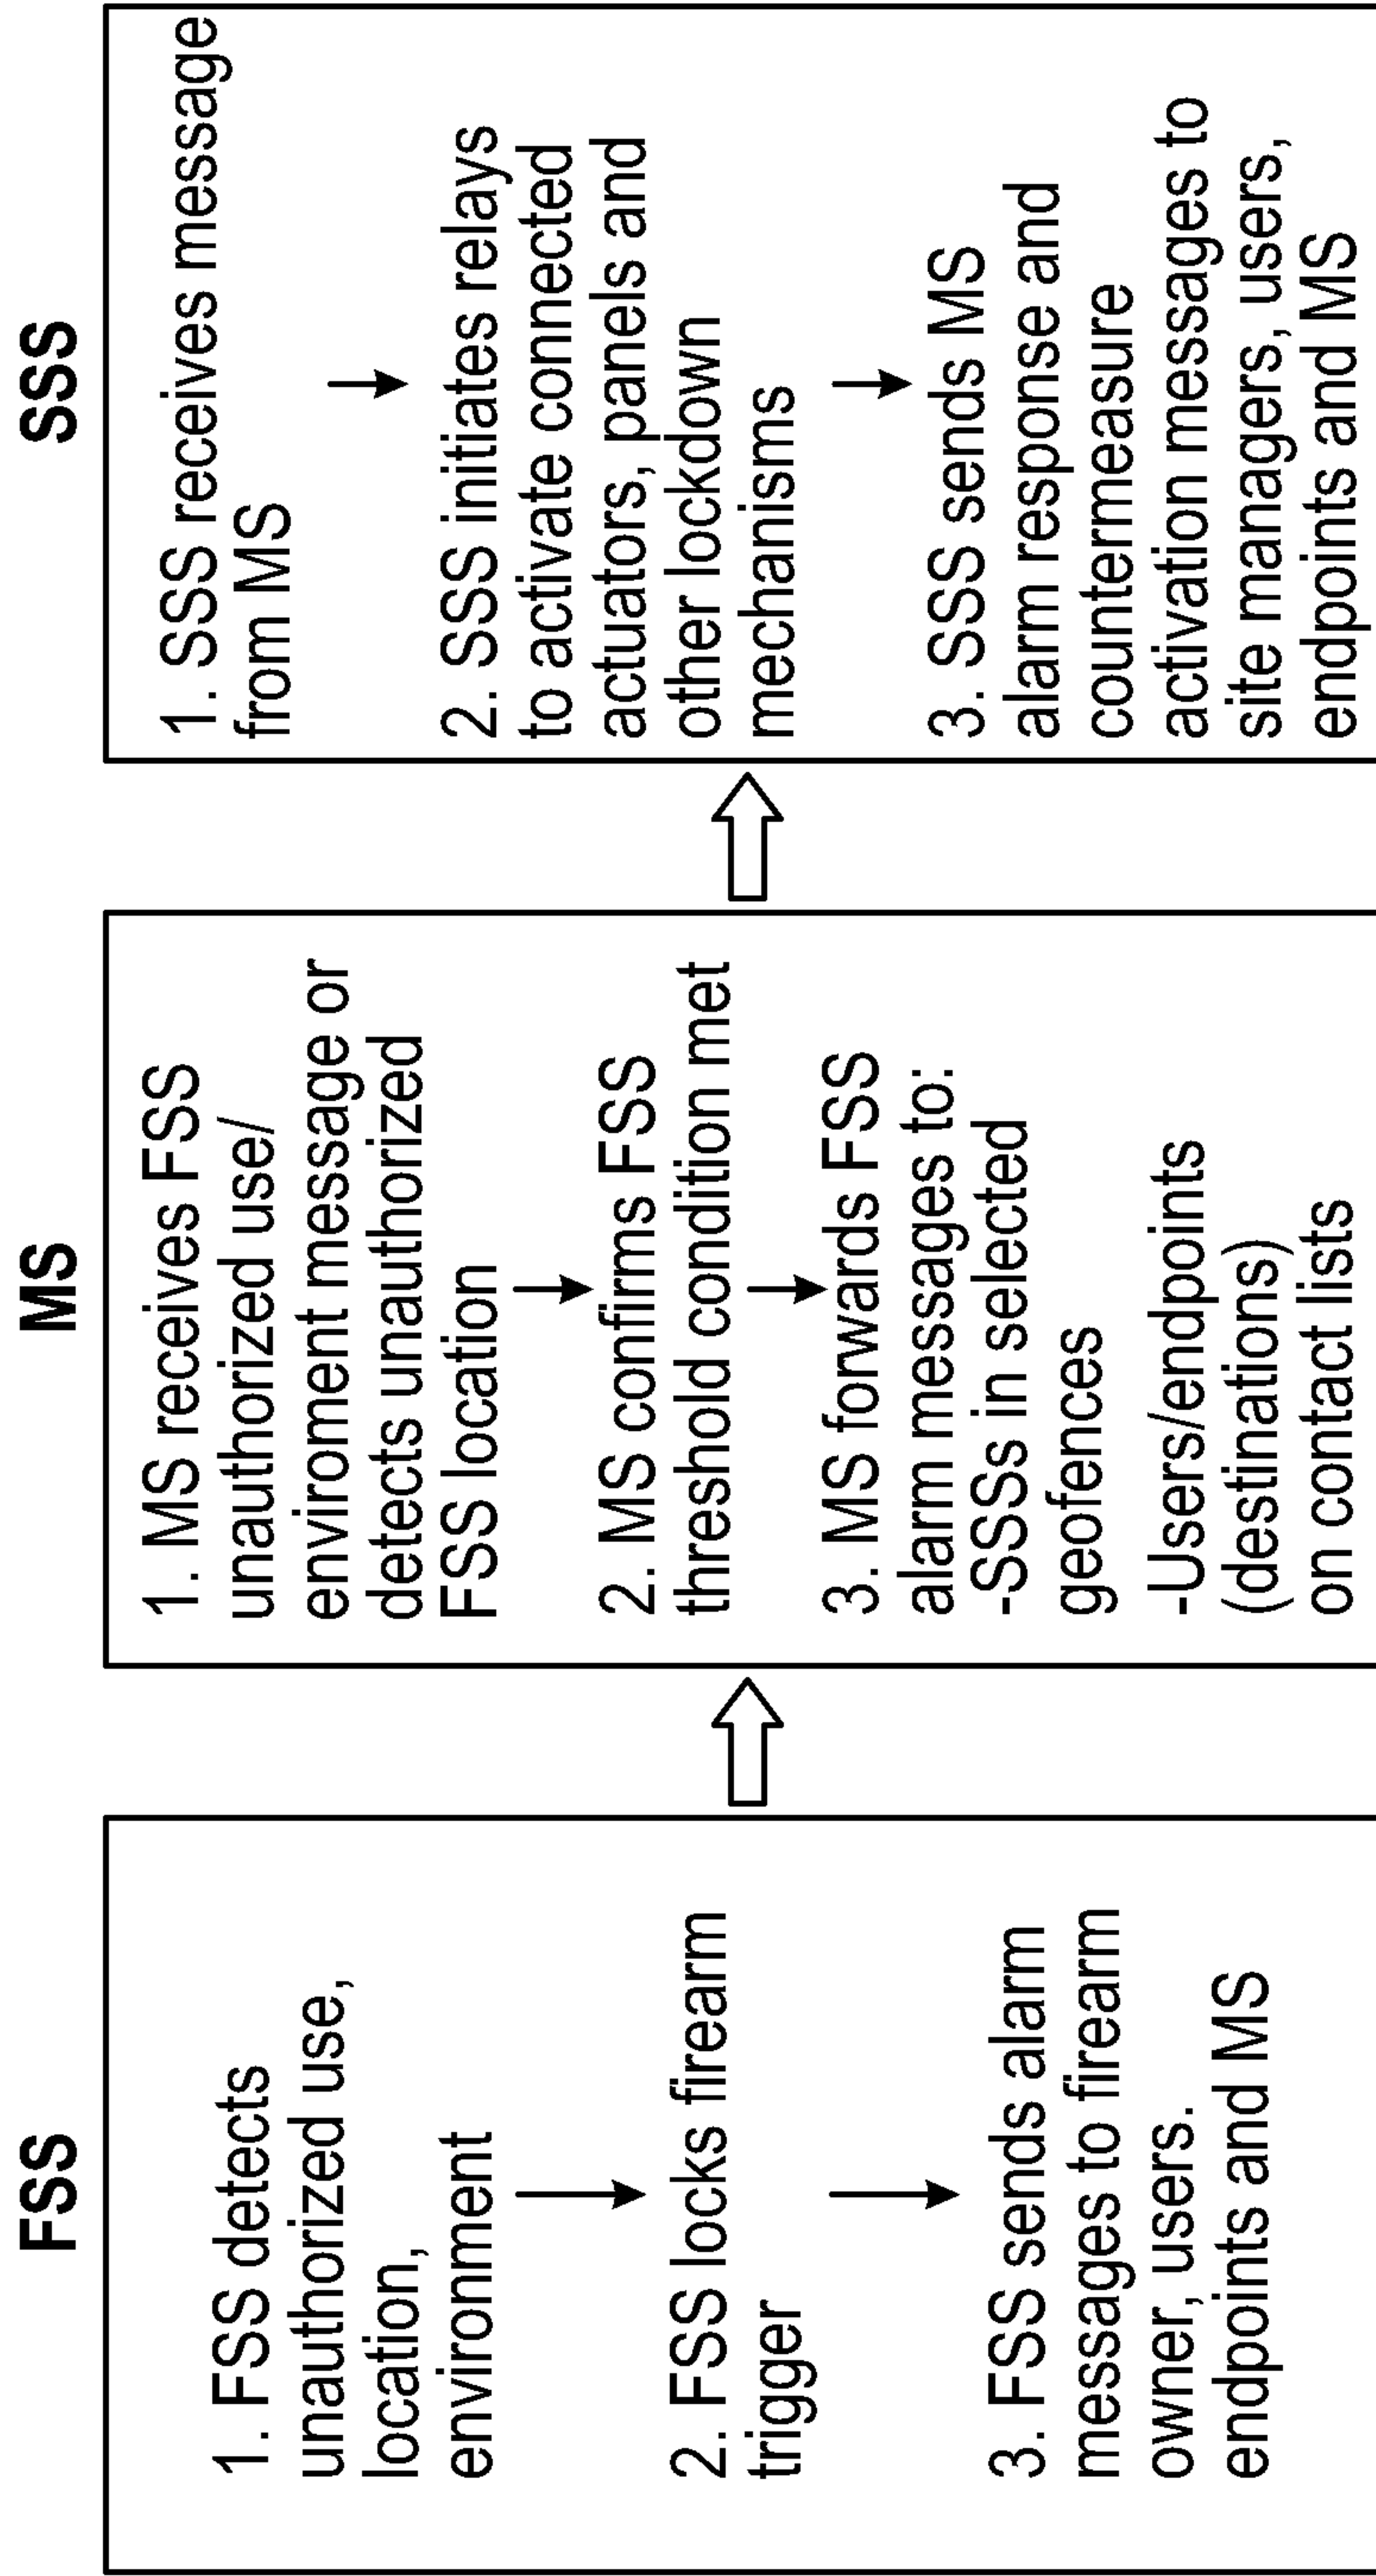 FSS
1. FSS detects
unauthorized use,
location,
environment
2. FSS locks firearm
trigger
3. FSS sends alarm
messages to firearm
owner, users.
endpoints and MS
MS
1. MS receives FSS
unauthorized use/
enviroment message or
detects unauthorized
FSS location
2. MS confirms FSS
threshold condition met
3. MS forwards FSS
alarm messages to:
-SSSs in selected
geofences
-Users/endpoints
(destinations)
on contact lists
SSS
1. SSS receives message
from MS
2. SSS initiates relays
to activate connected
actuators, panels and
other lockdown
mechanisms
3. SSS sends MS
alarm response and
countermeasure
activation messages to
site managers, users,
endpoints and MS